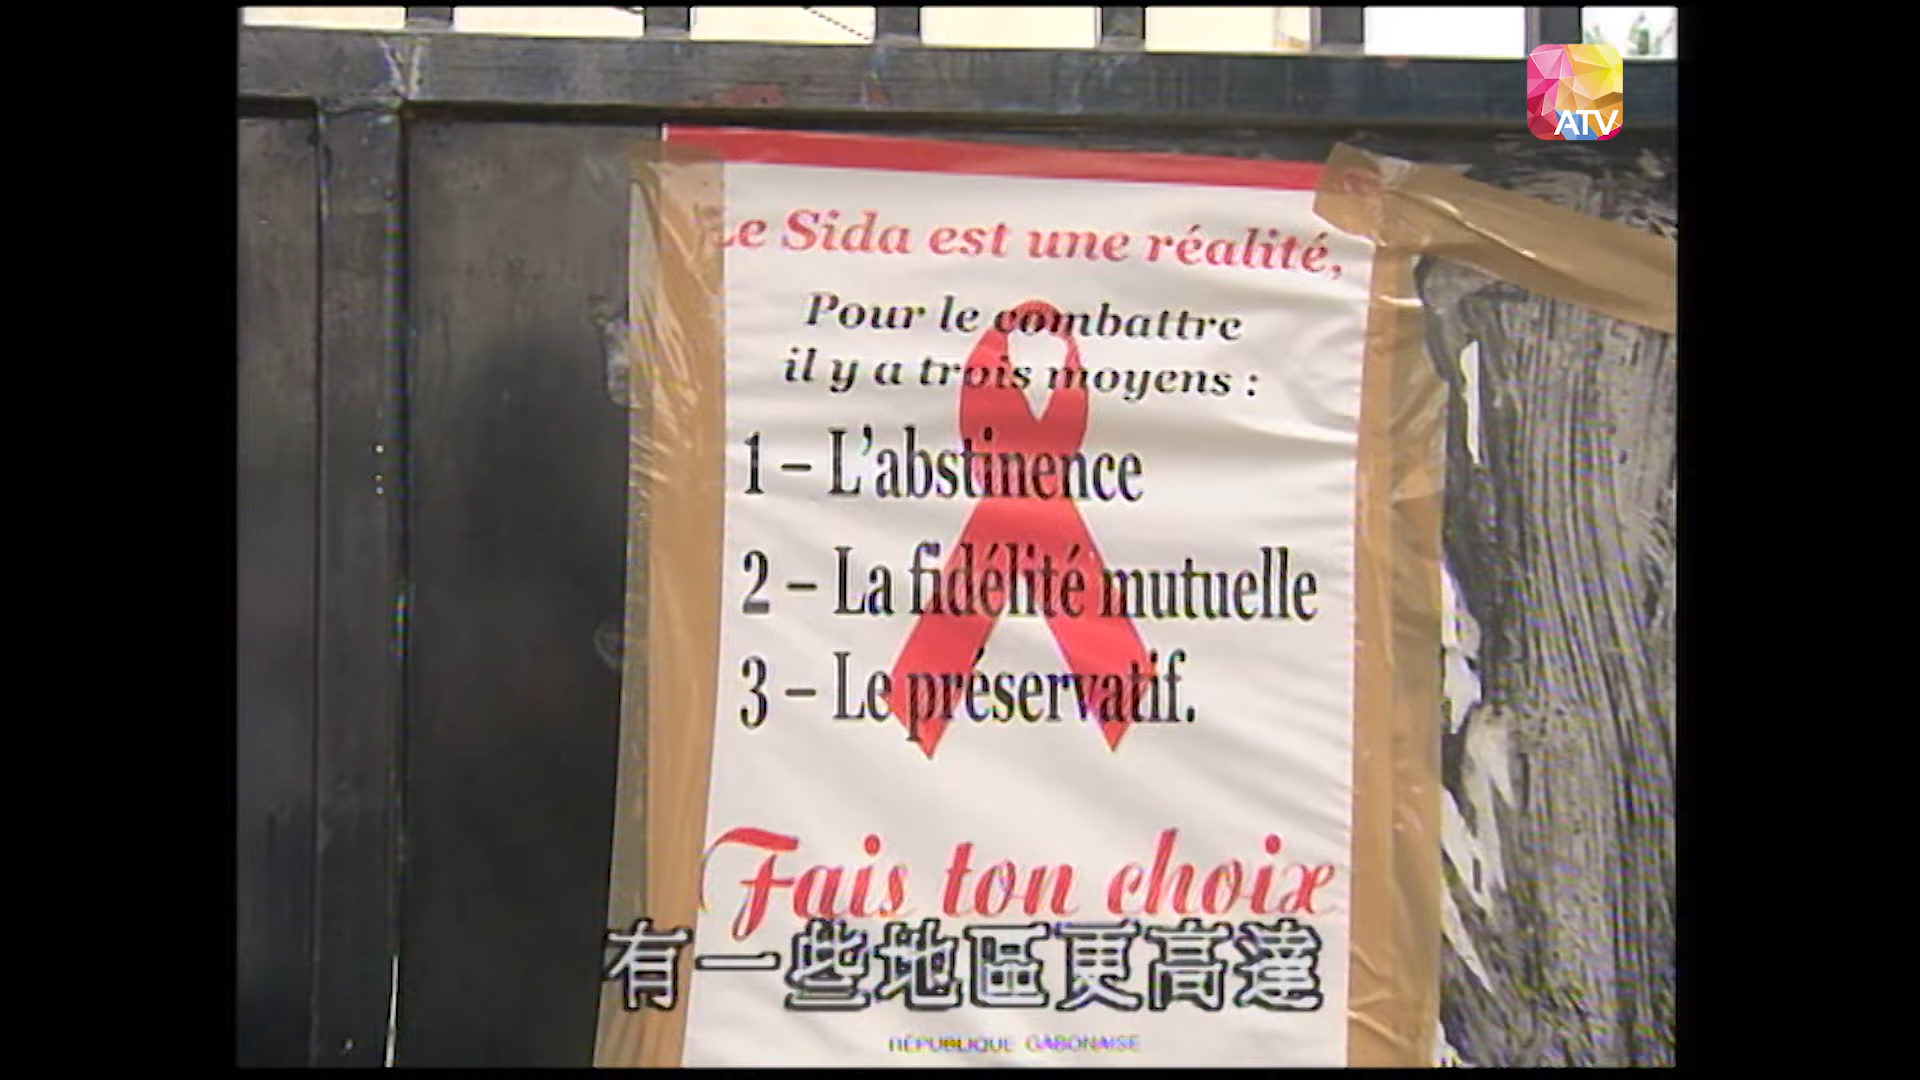 ATV
Le Sida est une réalité,
Pour le combattre
il y a trois moyens :
1 – L'abstinence
2 – La fidélité mutuelle
3 – Le préservatif.
Fais ton choix
有一些地區更高達
RÉPUBLIQUE GABONAISE